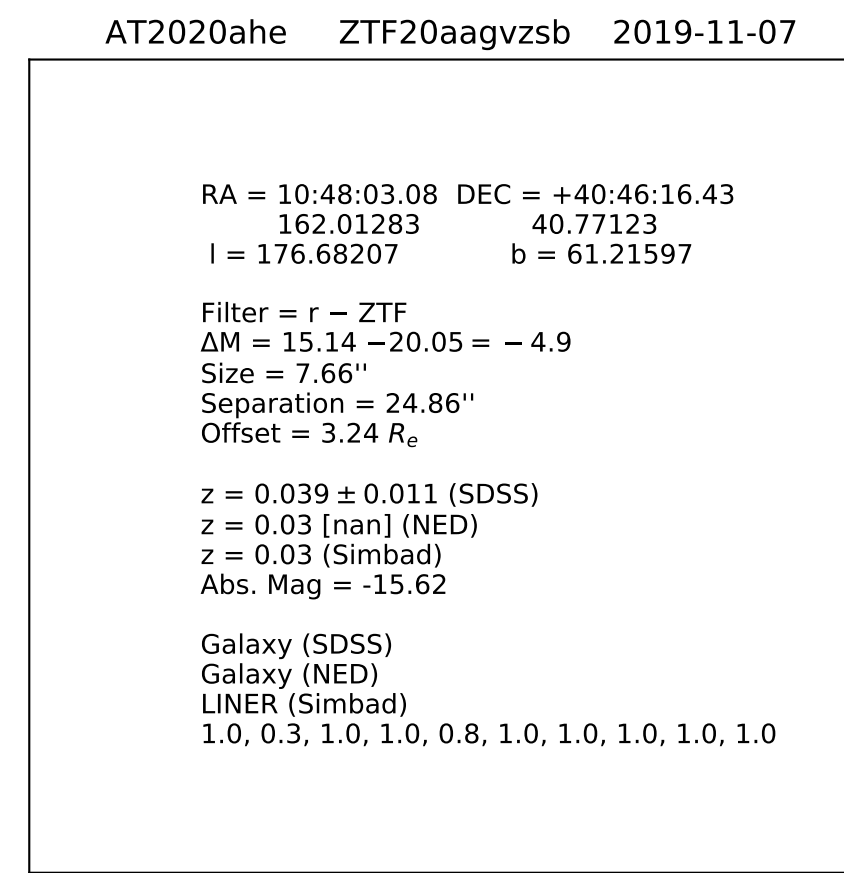 AT2020ahe ZTF20aagvzsb 2019-11-07
RA = 10:48:03.08 DEC = +40:46:16.43
162.01283 40.77123
l = 176.68207 b = 61.21597
Filter = r − ZTF
ΔM = 15.14 −20.05 = − 4.9
Size = 7.66''
Separation = 24.86''
Offset = 3.24 Rₑ
z = 0.039 ± 0.011 (SDSS)
z = 0.03 [nan] (NED)
z = 0.03 (Simbad)
Abs. Mag = -15.62
Galaxy (SDSS)
Galaxy (NED)
LINER (Simbad)
1.0, 0.3, 1.0, 1.0, 0.8, 1.0, 1.0, 1.0, 1.0, 1.0